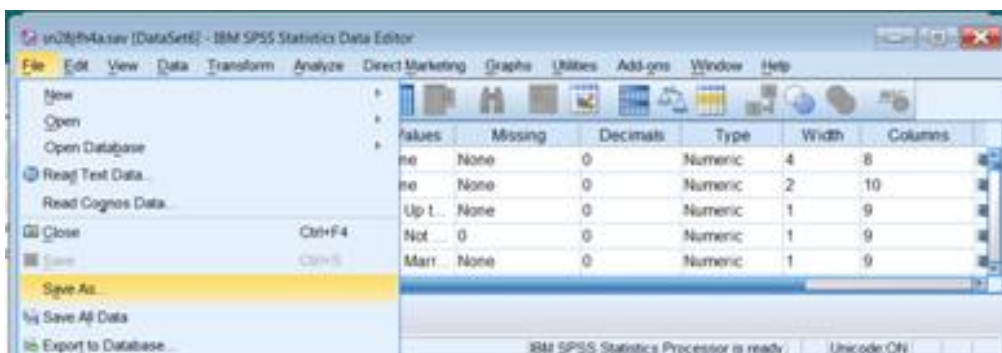 [DataSet6] - IBM SPSS Statistics Data Editor
File Edit View Data Transform Analyze Direct Marketing Graphs Utilities Add-ons Window Help
New
Open
Open Database
Read Text Data...
Read Cognos Data...
Close Ctrl+F4
Save Ctrl+S
Save As...
Save All Data
Export to Database...
Values Missing Decimals Type Width Columns
None 0 Numeric 4 8
None 0 Numeric 2 10
Up t... None 0 Numeric 1 9
Not ... 0 0 Numeric 1 9
Marr... None 0 Numeric 1 9
IBM SPSS Statistics Processor is ready Unicode:ON